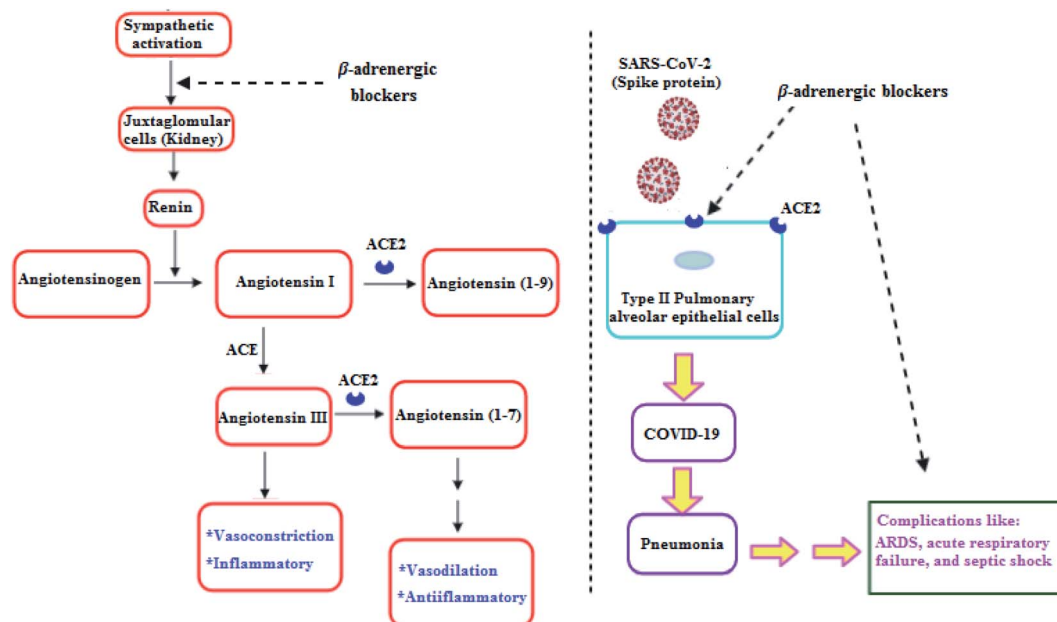 Sympathetic
activation
β-adrenergic
blockers
Juxtaglomular
cells (Kidney)
Renin
ACE2
Angiotensinogen
Angiotensin I
Angiotensin (1-9)
ACE
ACE2
Angiotensin III
Angiotensin (1-7)
*Vasoconstriction
*Inflammatory
*Vasodilation
*Antiiflammatory
SARS-CoV-2
(Spike protein)
β-adrenergic blockers
ACE2
Type II Pulmonary
alveolar epithelial cells
COVID-19
Pneumonia
Complications like:
ARDS, acute respiratory
failure, and septic shock